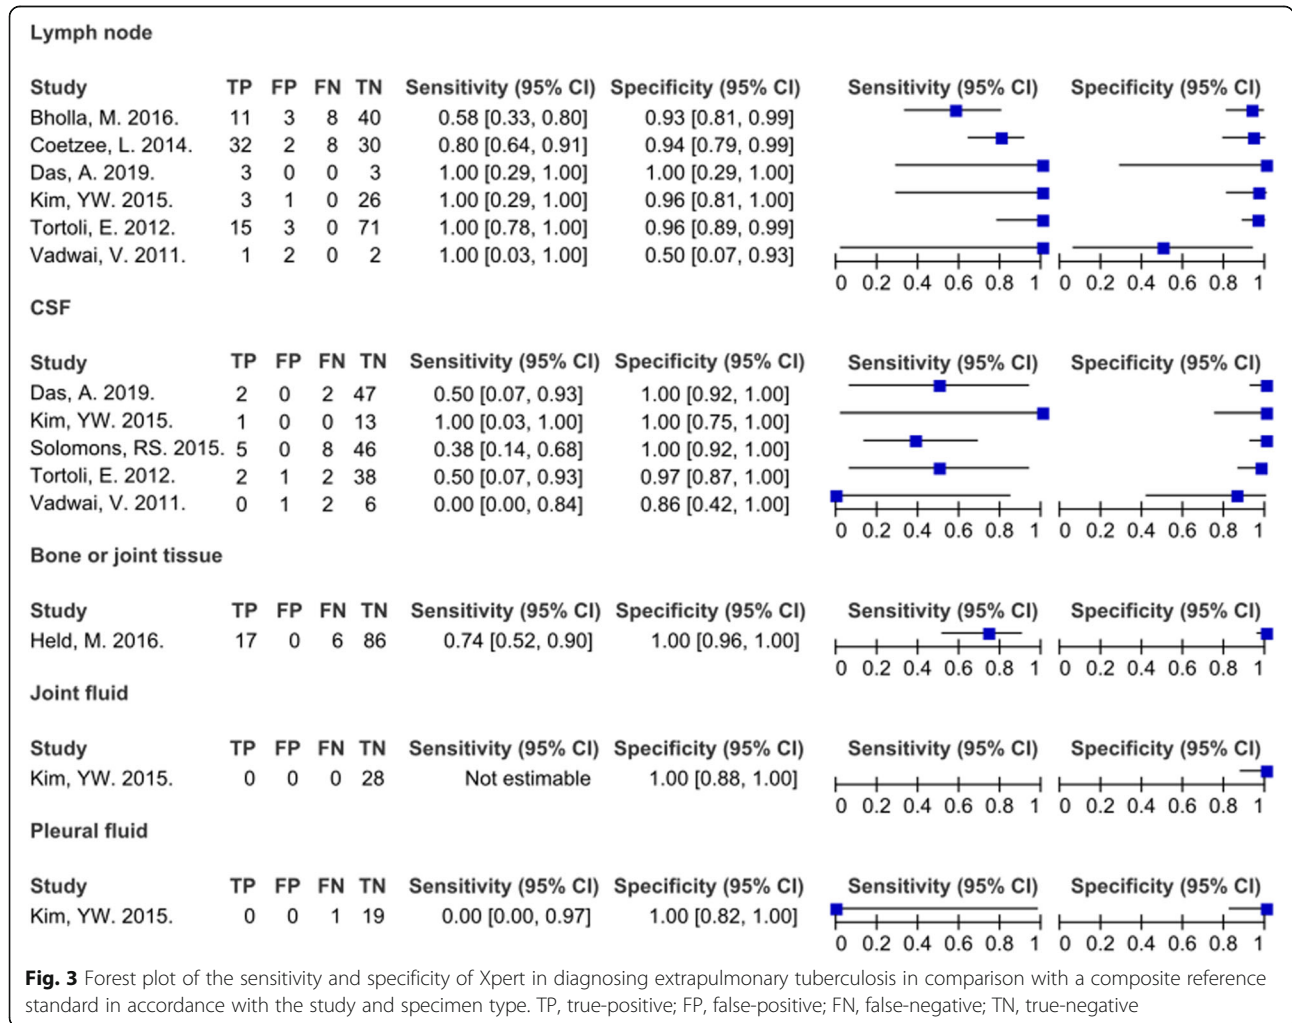 Lymph node
Study TP FP FN TN Sensitivity (95% CI) Specificity (95% CI) Sensitivity (95% CI) Specificity (95% CI)
Bholla, M. 2016. 11 3 8 40 0.58 [0.33, 0.80] 0.93 [0.81, 0.99]
Coetzee, L. 2014. 32 2 8 30 0.80 [0.64, 0.91] 0.94 [0.79, 0.99]
Das, A. 2019. 3 0 0 3 1.00 [0.29, 1.00] 1.00 [0.29, 1.00]
Kim, YW. 2015. 3 1 0 26 1.00 [0.29, 1.00] 0.96 [0.81, 1.00]
Tortoli, E. 2012. 15 3 0 71 1.00 [0.78, 1.00] 0.96 [0.89, 0.99]
Vadwai, V. 2011. 1 2 0 2 1.00 [0.03, 1.00] 0.50 [0.07, 0.93]
0 0.2 0.4 0.6 0.8 1 0 0.2 0.4 0.6 0.8 1
CSF
Study TP FP FN TN Sensitivity (95% CI) Specificity (95% CI) Sensitivity (95% CI) Specificity (95% CI)
Das, A. 2019. 2 0 2 47 0.50 [0.07, 0.93] 1.00 [0.92, 1.00]
Kim, YW. 2015. 1 0 0 13 1.00 [0.03, 1.00] 1.00 [0.75, 1.00]
Solomons, RS. 2015. 5 0 8 46 0.38 [0.14, 0.68] 1.00 [0.92, 1.00]
Tortoli, E. 2012. 2 1 2 38 0.50 [0.07, 0.93] 0.97 [0.87, 1.00]
Vadwai, V. 2011. 0 1 2 6 0.00 [0.00, 0.84] 0.86 [0.42, 1.00]
0 0.2 0.4 0.6 0.8 1 0 0.2 0.4 0.6 0.8 1
Bone or joint tissue
Study TP FP FN TN Sensitivity (95% CI) Specificity (95% CI) Sensitivity (95% CI) Specificity (95% CI)
Held, M. 2016. 17 0 6 86 0.74 [0.52, 0.90] 1.00 [0.96, 1.00]
0 0.2 0.4 0.6 0.8 1 0 0.2 0.4 0.6 0.8 1
Joint fluid
Study TP FP FN TN Sensitivity (95% CI) Specificity (95% CI) Sensitivity (95% CI) Specificity (95% CI)
Kim, YW. 2015. 0 0 0 28 Not estimable 1.00 [0.88, 1.00]
0 0.2 0.4 0.6 0.8 1 0 0.2 0.4 0.6 0.8 1
Pleural fluid
Study TP FP FN TN Sensitivity (95% CI) Specificity (95% CI) Sensitivity (95% CI) Specificity (95% CI)
Kim, YW. 2015. 0 0 1 19 0.00 [0.00, 0.97] 1.00 [0.82, 1.00]
0 0.2 0.4 0.6 0.8 1 0 0.2 0.4 0.6 0.8 1
Fig. 3 Forest plot of the sensitivity and specificity of Xpert in diagnosing extrapulmonary tuberculosis in comparison with a composite reference
standard in accordance with the study and specimen type. TP, true-positive; FP, false-positive; FN, false-negative; TN, true-negative